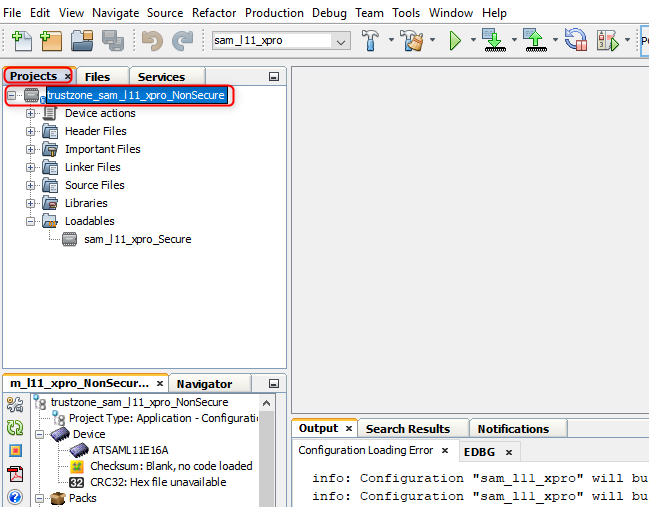 File Edit View Navigate Source Refactor Production Debug Team Tools Window Help
sam_l11_xpro
Projects × Files Services
trustzone_sam_l11_xpro_NonSecure
Device actions
Header Files
Important Files
Linker Files
Source Files
Libraries
Loadables
sam_l11_xpro_Secure
m_l11_xpro_NonSecur... × Navigator
trustzone_sam_l11_xpro_NonSecure
Project Type: Application - Configuratio
Device
ATSAML11E16A
Checksum: Blank, no code loaded
32 CRC32: Hex file unavailable
Packs
Output × Search Results Notifications
Configuration Loading Error × EDBG ×
info: Configuration "sam_l11_xpro" will bu
info: Configuration "sam_l11_xpro" will bu